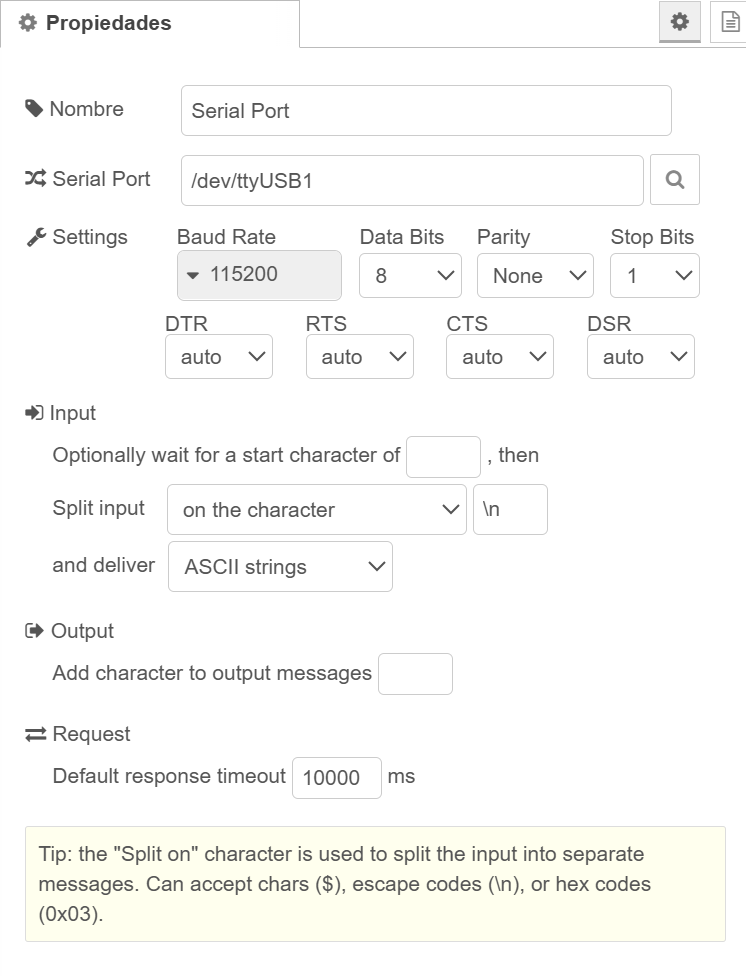 Propiedades
Nombre
Serial Port
Serial Port
/dev/ttyUSB1
Settings
Baud Rate
Data Bits
Parity
Stop Bits
115200
8
None
1
DTR
RTS
CTS
DSR
auto
auto
auto
auto
Input
Optionally wait for a start character of , then
Split input on the character \n
and deliver ASCII strings
Output
Add character to output messages
Request
Default response timeout 10000 ms
Tip: the "Split on" character is used to split the input into separate
messages. Can accept chars ($), escape codes (\n), or hex codes
(0x03).